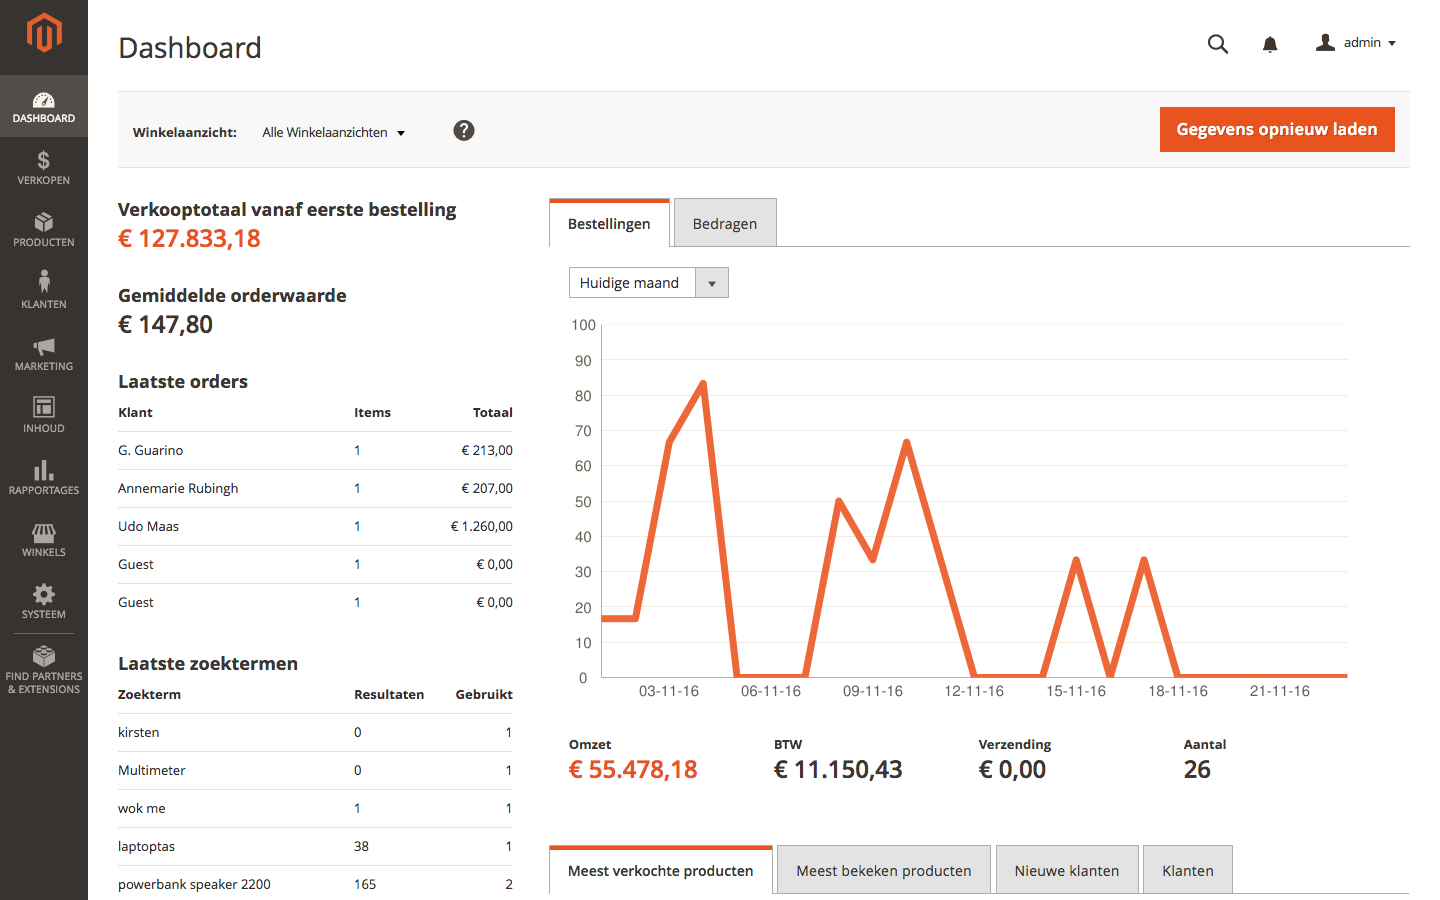 Dashboard
admin
DASHBOARD
VERKOPEN
PRODUCTEN
KLANTEN
MARKETING
INHOUD
RAPPORTAGES
WINKELS
SYSTEEM
FIND PARTNERS
& EXTENSIONS
Winkelaanzicht: Alle Winkelaanzichten ?
Gegevens opnieuw laden
Verkooptotaal vanaf eerste bestelling
€ 127.833,18
Gemiddelde orderwaarde
€ 147,80
Laatste orders
Klant Items Totaal
G. Guarino 1 € 213,00
Annemarie Rubingh 1 € 207,00
Udo Maas 1 € 1.260,00
Guest 1 € 0,00
Guest 1 € 0,00
Laatste zoektermen
Zoekterm Resultaten Gebruikt
kirsten 0 1
Multimeter 0 1
wok me 1 1
laptoptas 38 1
powerbank speaker 2200 165 2
Bestellingen Bedragen
Huidige maand
100
90
80
70
60
50
40
30
20
10
0
03-11-16 06-11-16 09-11-16 12-11-16 15-11-16 18-11-16 21-11-16
Omzet BTW Verzending Aantal
€ 55.478,18 € 11.150,43 € 0,00 26
Meest verkochte producten Meest bekeken producten Nieuwe klanten Klanten